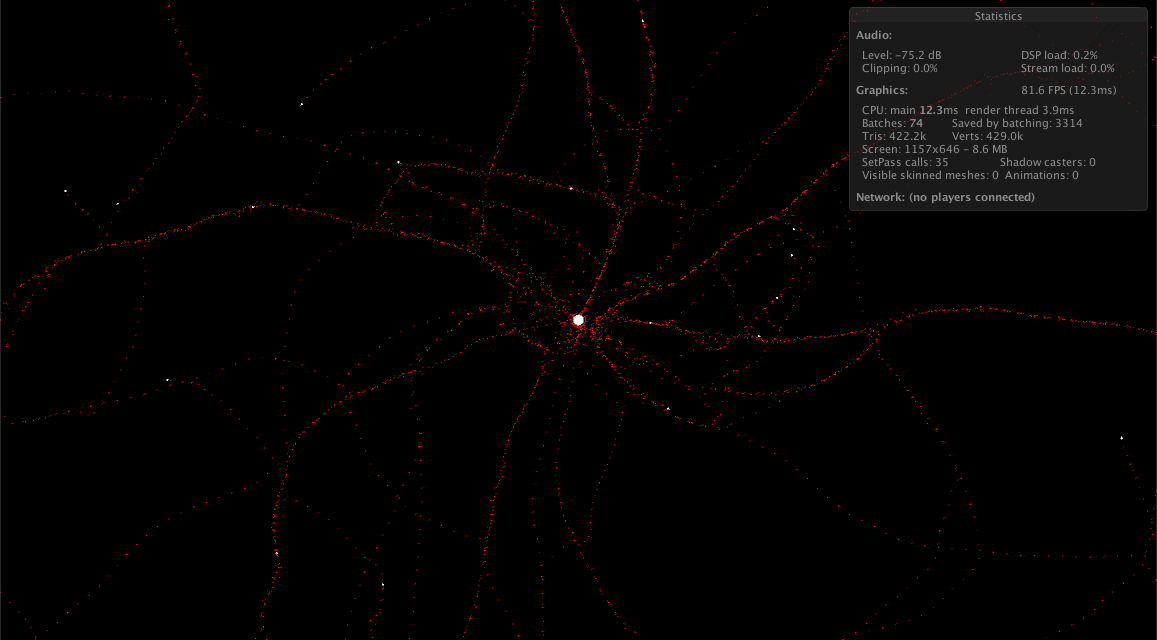 Statistics
Audio:
Level: -75.2 dB DSP load: 0.2%
Clipping: 0.0% Stream load: 0.0%
Graphics: 81.6 FPS (12.3ms)
CPU: main 12.3ms render thread 3.9ms
Batches: 74 Saved by batching: 3314
Tris: 422.2k Verts: 429.0k
Screen: 1157x646 - 8.6 MB
SetPass calls: 35 Shadow casters: 0
Visible skinned meshes: 0 Animations: 0
Network: (no players connected)